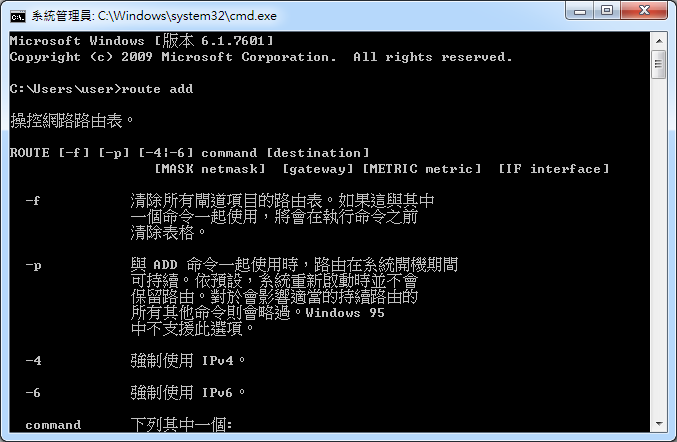 系統管理員: C:\Windows\system32\cmd.exe
Microsoft Windows [版本 6.1.7601]
Copyright (c) 2009 Microsoft Corporation.  All rights reserved.
C:\Users\user>route add
操控網路路由表。
ROUTE [-f] [-p] [-4|-6] command [destination]
[MASK netmask]  [gateway] [METRIC metric]  [IF interface]
-f 清除所有閘道項目的路由表。如果這與其中
一個命令一起使用，將會在執行命令之前
清除表格。
-p 與 ADD 命令一起使用時，路由在系統開機期間
可持續。依預設，系統重新啟動時並不會
保留路由。對於會影響適當的持續路由的
所有其他命令則會略過。Windows 95
中不支援此選項。
-4 強制使用 IPv4。
-6 強制使用 IPv6。
command 下列其中一個: